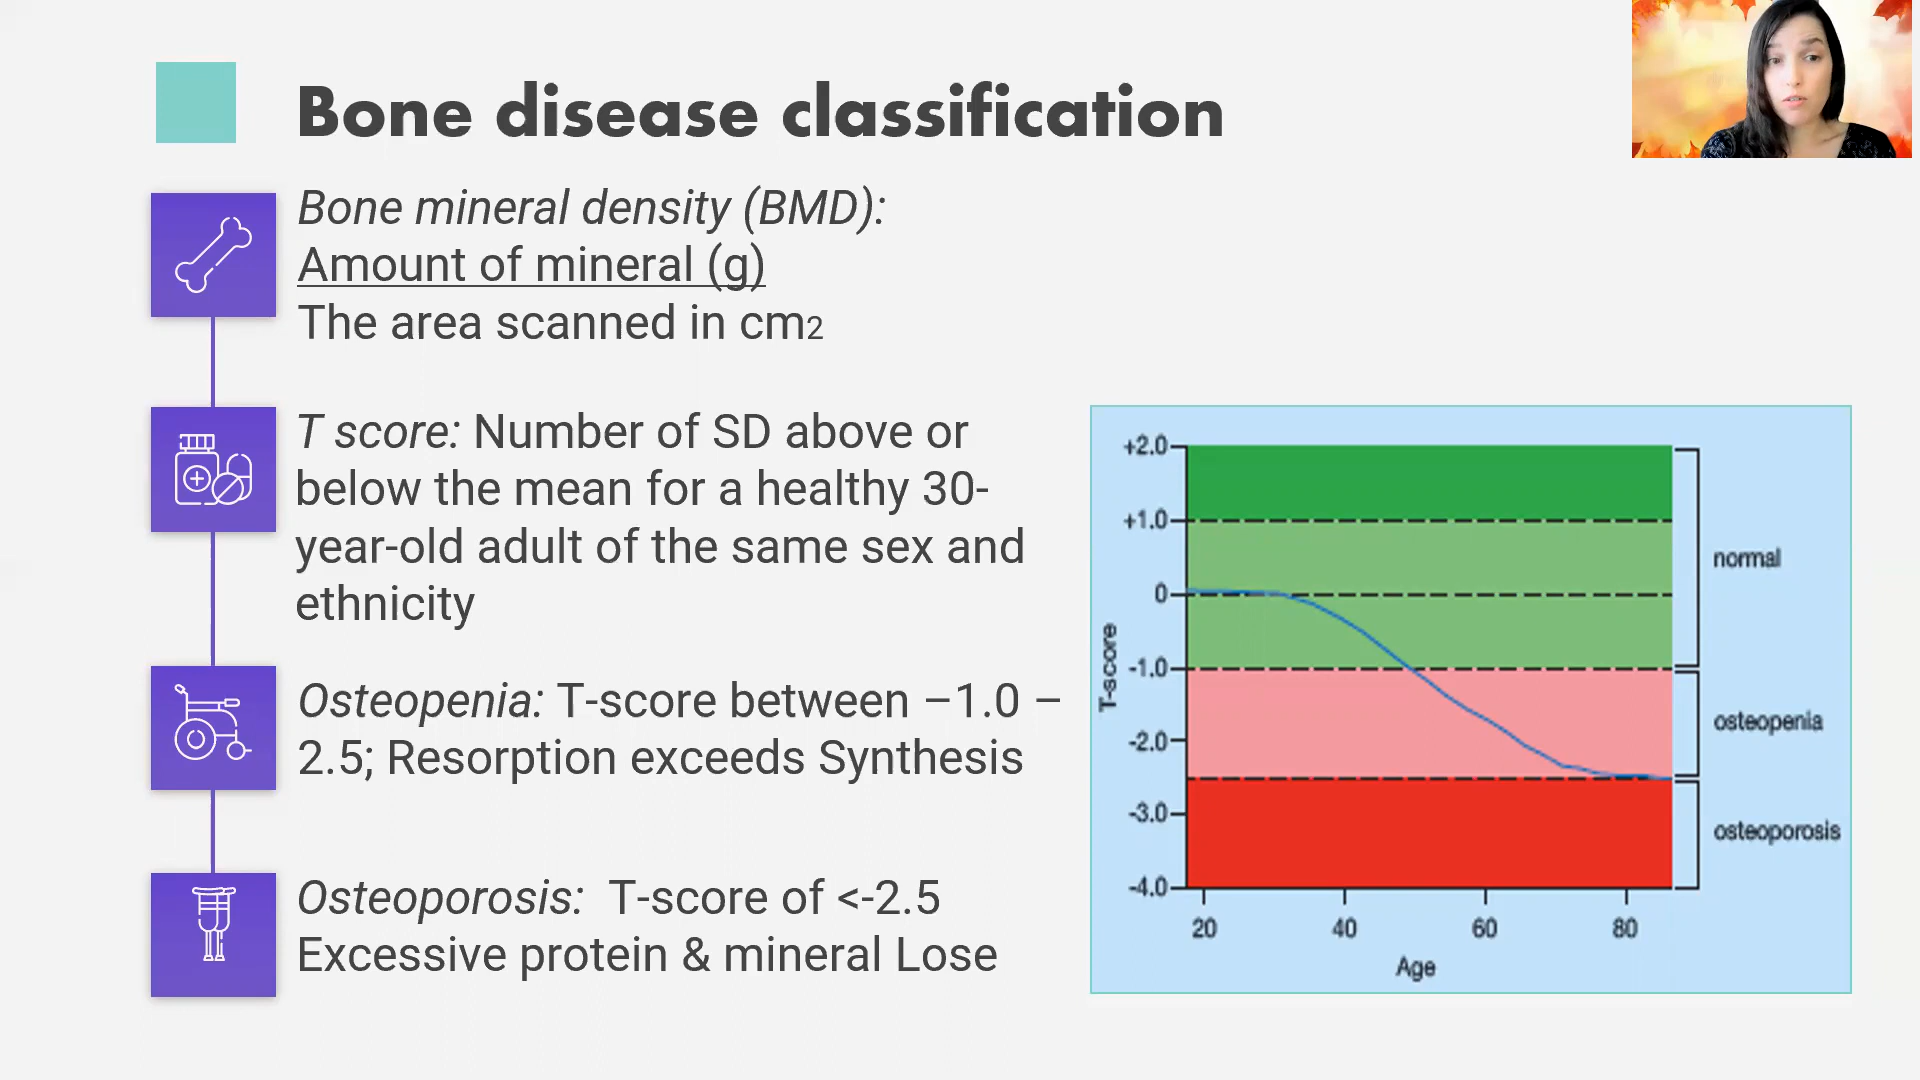 Bone disease classification
Bone mineral density (BMD):
Amount of mineral (g)
The area scanned in cm2
T score: Number of SD above or
below the mean for a healthy 30-
year-old adult of the same sex and
ethnicity
Osteopenia: T-score between –1.0 –
2.5; Resorption exceeds Synthesis
Osteoporosis:  T-score of <-2.5
Excessive protein & mineral Lose
+2.0
+1.0
0
-1.0
-2.0
-3.0
-4.0
T-score
20
40
60
80
Age
normal
osteopenia
osteoporosis